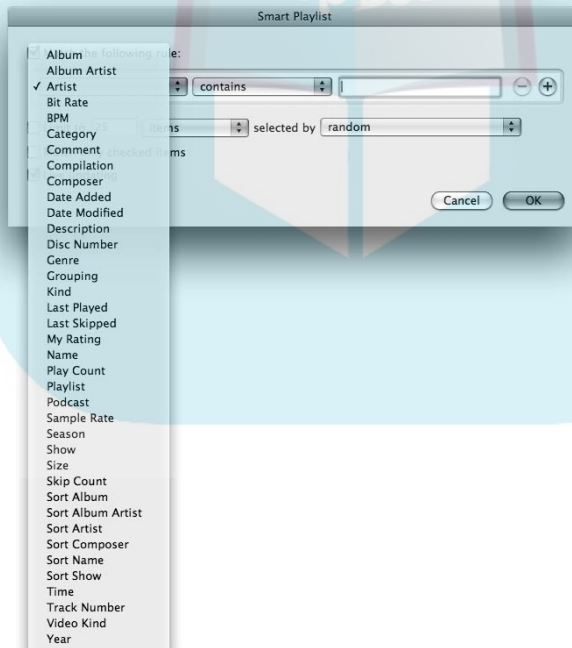 Smart Playlist
the following rule:
contains
25 items selected by random
checked items
Cancel OK
Album
Album Artist
✓ Artist
Bit Rate
BPM
Category
Comment
Compilation
Composer
Date Added
Date Modified
Description
Disc Number
Genre
Grouping
Kind
Last Played
Last Skipped
My Rating
Name
Play Count
Playlist
Podcast
Sample Rate
Season
Show
Size
Skip Count
Sort Album
Sort Album Artist
Sort Artist
Sort Composer
Sort Name
Sort Show
Time
Track Number
Video Kind
Year